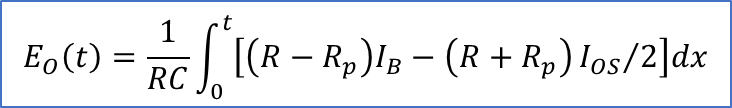 E_O(t) = \frac{1}{RC} \int_0^t [(R − R_p)I_B − (R + R_p) I_{OS}/2]dx